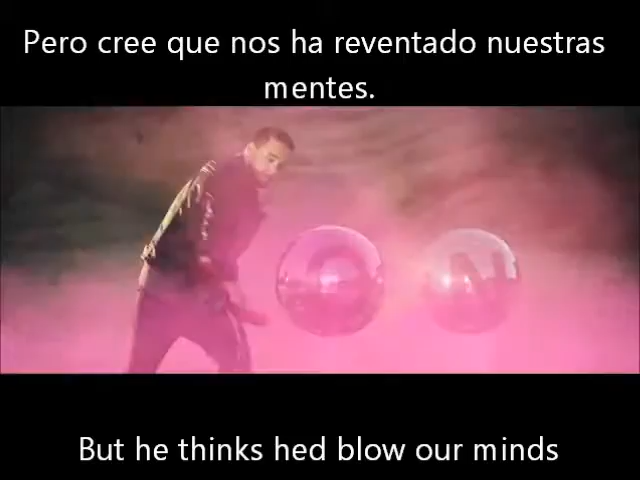 Pero cree que nos ha reventado nuestras
mentes.
O N
But he thinks hed blow our minds